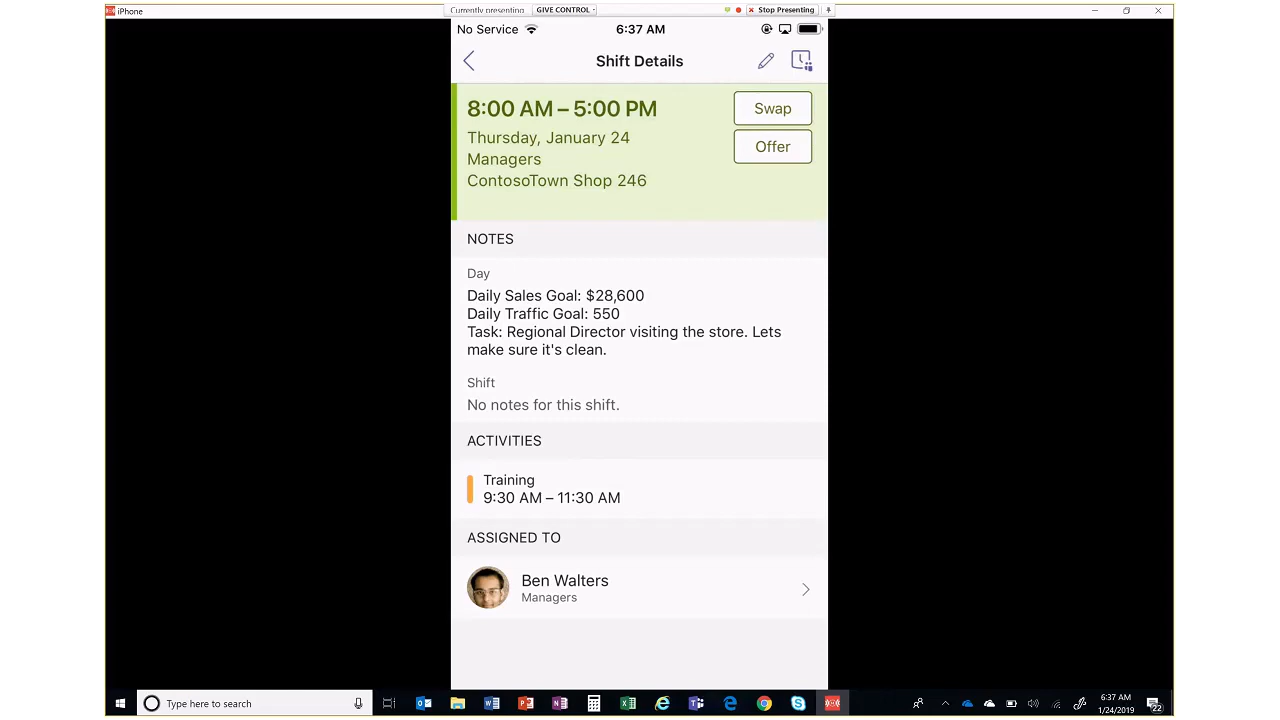 iPhone
Currently presenting
GIVE CONTROL
Stop Presenting
No Service
6:37 AM
Shift Details
8:00 AM – 5:00 PM
Swap
Thursday, January 24
Offer
Managers
ContosoTown Shop 246
NOTES
Day
Daily Sales Goal: $28,600
Daily Traffic Goal: 550
Task: Regional Director visiting the store. Lets
make sure it's clean.
Shift
No notes for this shift.
ACTIVITIES
Training
9:30 AM – 11:30 AM
ASSIGNED TO
Ben Walters
Managers
Type here to search
6:37 AM
1/24/2019
22